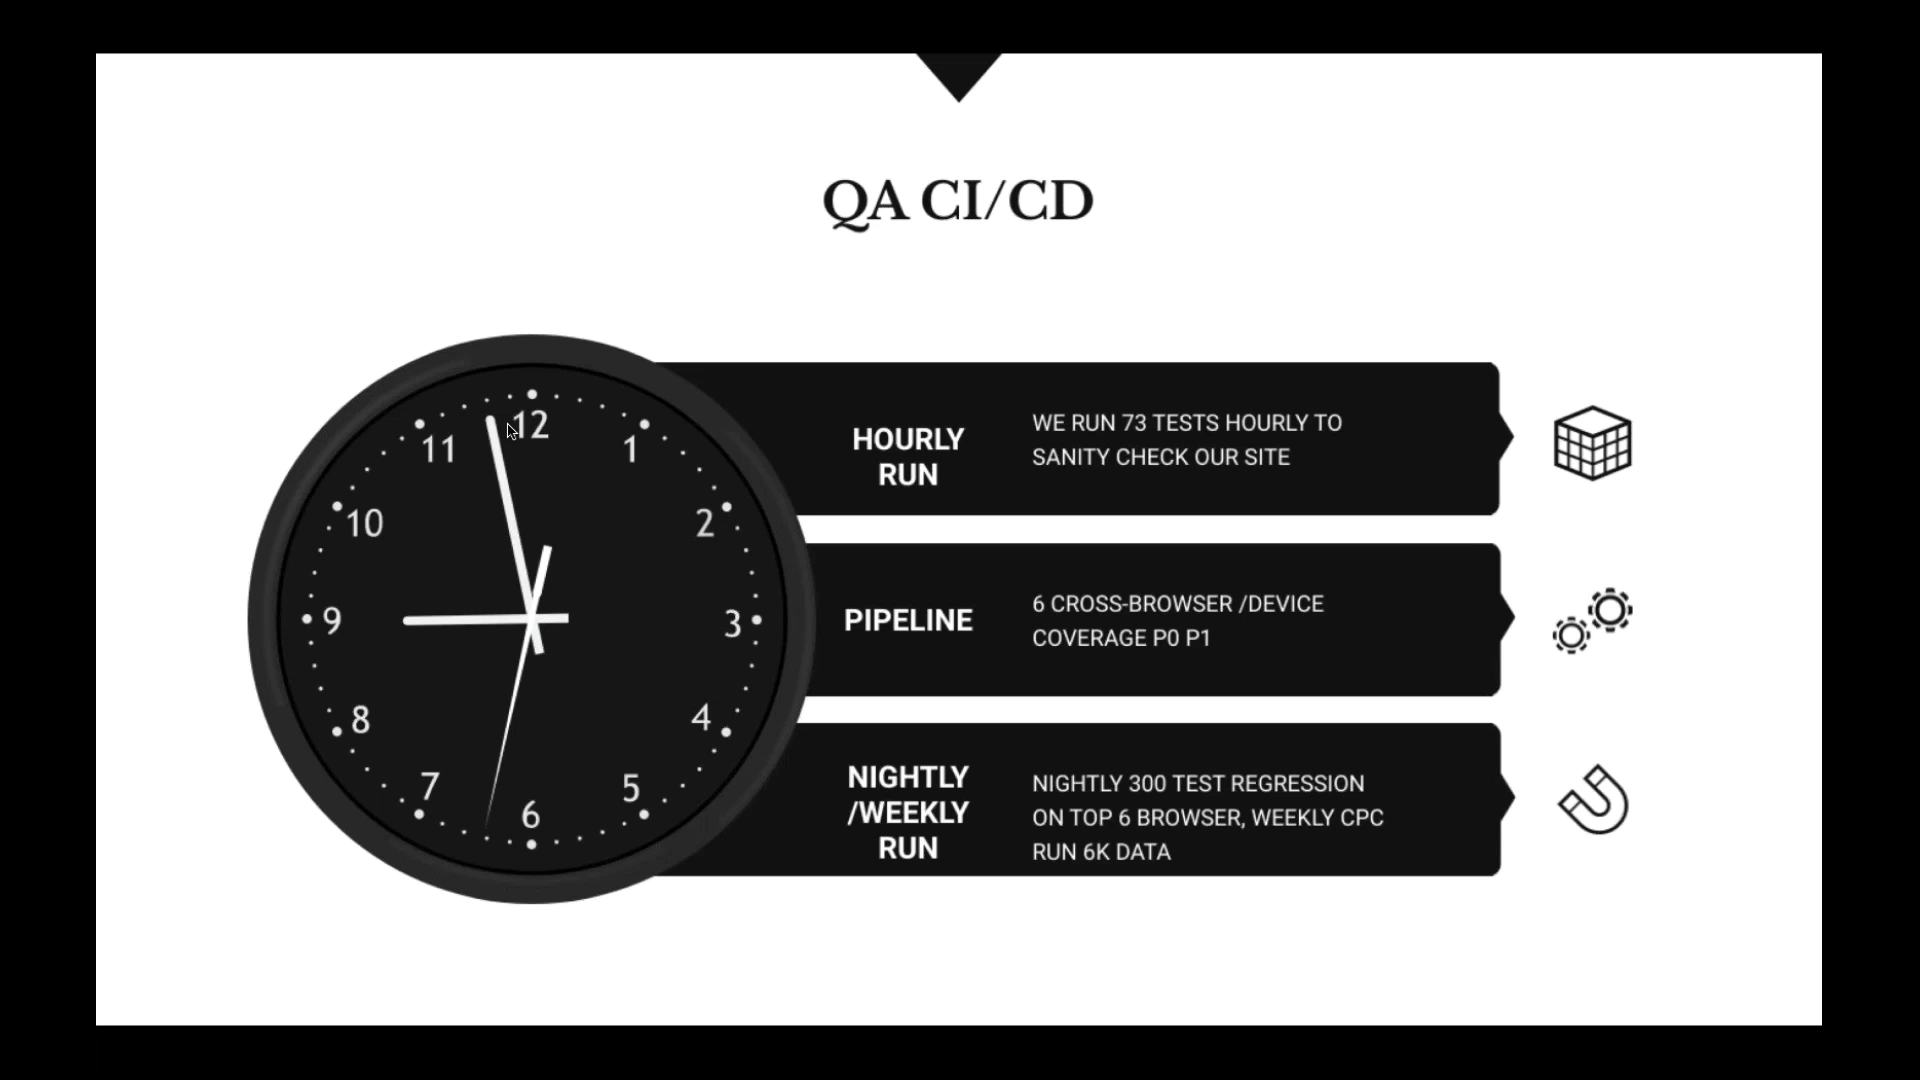 QA CI/CD
12
11
1
10
2
9
3
8
4
7
5
6
HOURLY
RUN
WE RUN 73 TESTS HOURLY TO
SANITY CHECK OUR SITE
PIPELINE
6 CROSS-BROWSER /DEVICE
COVERAGE P0 P1
NIGHTLY
/WEEKLY
RUN
NIGHTLY 300 TEST REGRESSION
ON TOP 6 BROWSER, WEEKLY CPC
RUN 6K DATA